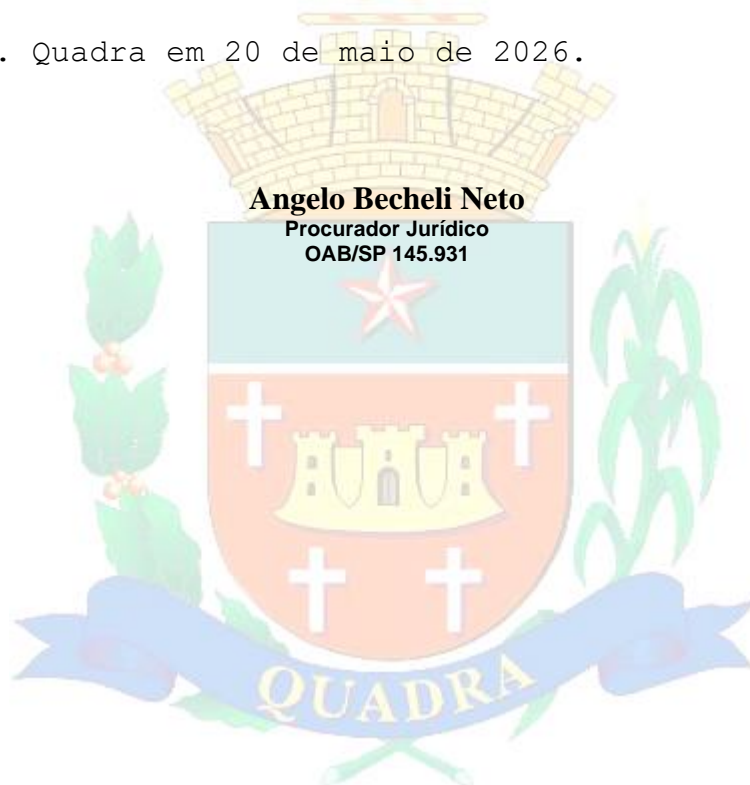 . Quadra em 20 de maio de 2026.
Angelo Becheli Neto
Procurador Jurídico
OAB/SP 145.931
QUADRA